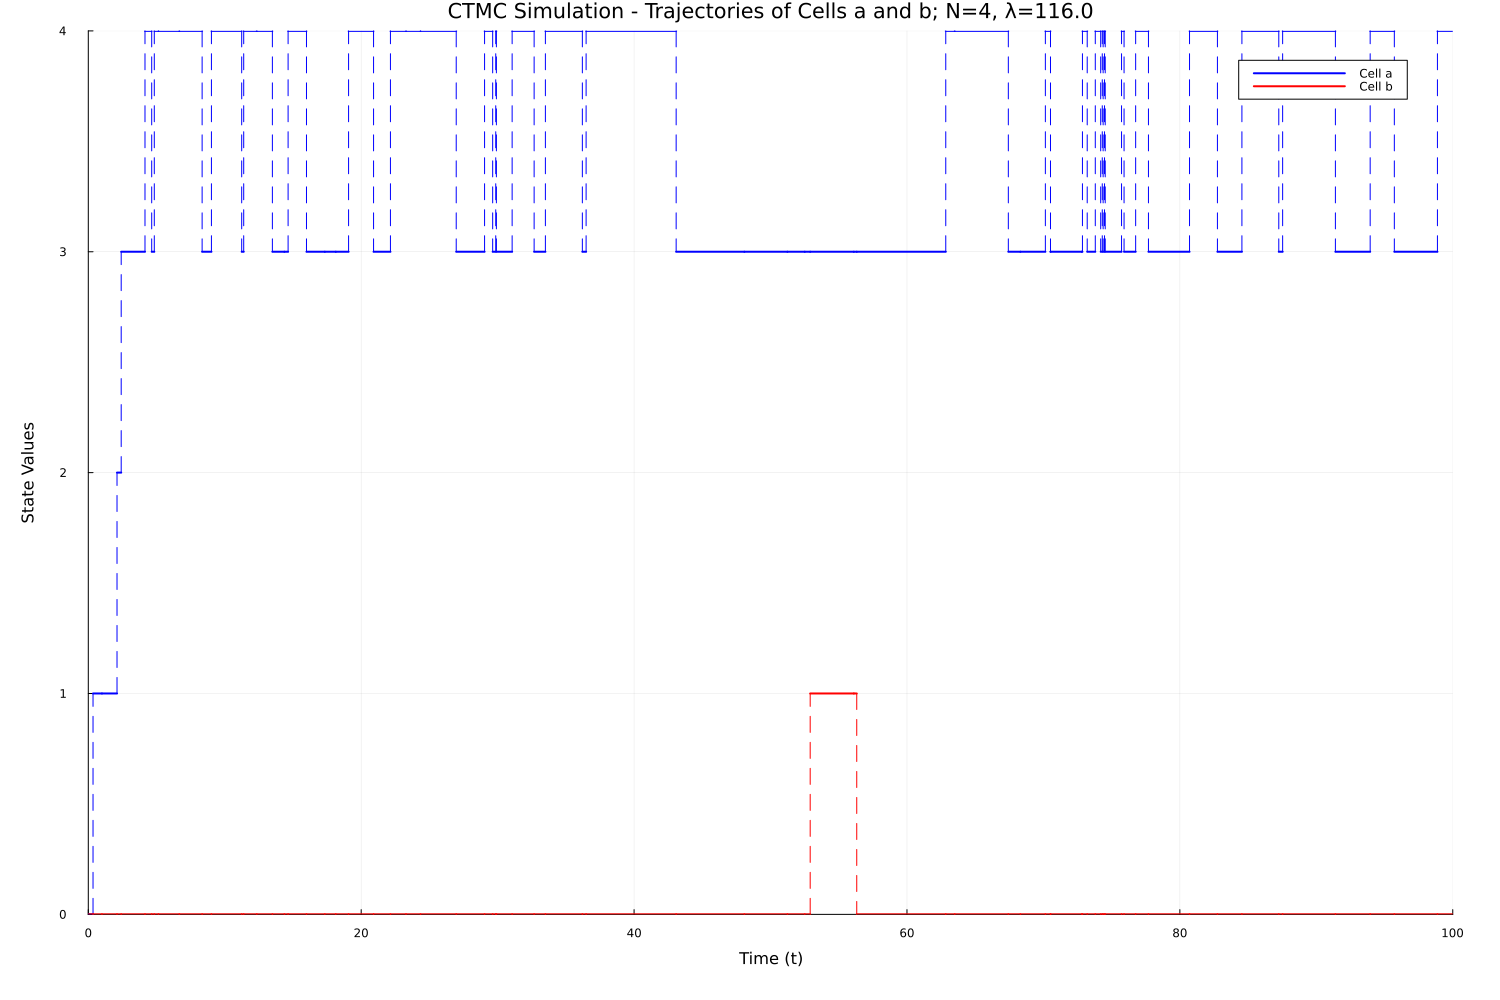 CTMC Simulation - Trajectories of Cells a and b; N=4, λ=116.0
4
Cell a
Cell b
3
State Values
2
1
0
0 20 40 60 80 100
Time (t)